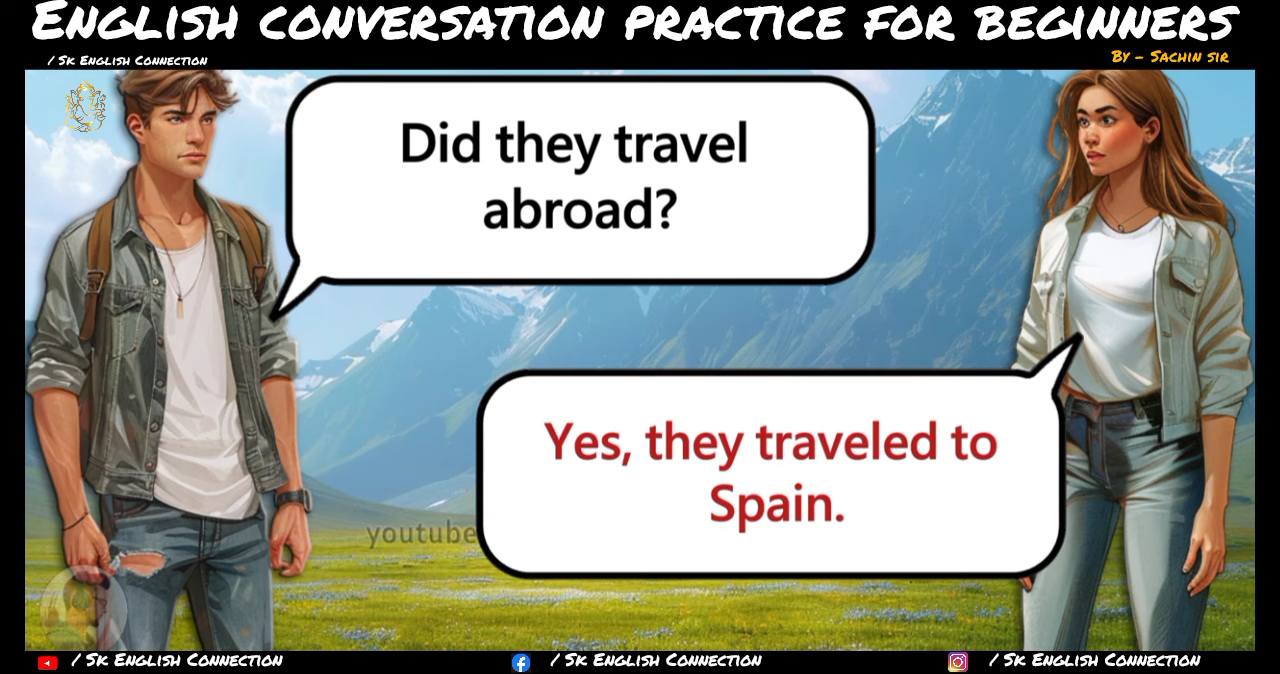 English conversation practice for beginners
/ Sk English Connection
By - Sachin sir
Did they travel
abroad?
Yes, they traveled to
Spain.
youtube
/ Sk English Connection
/ Sk English Connection
/ Sk English Connection